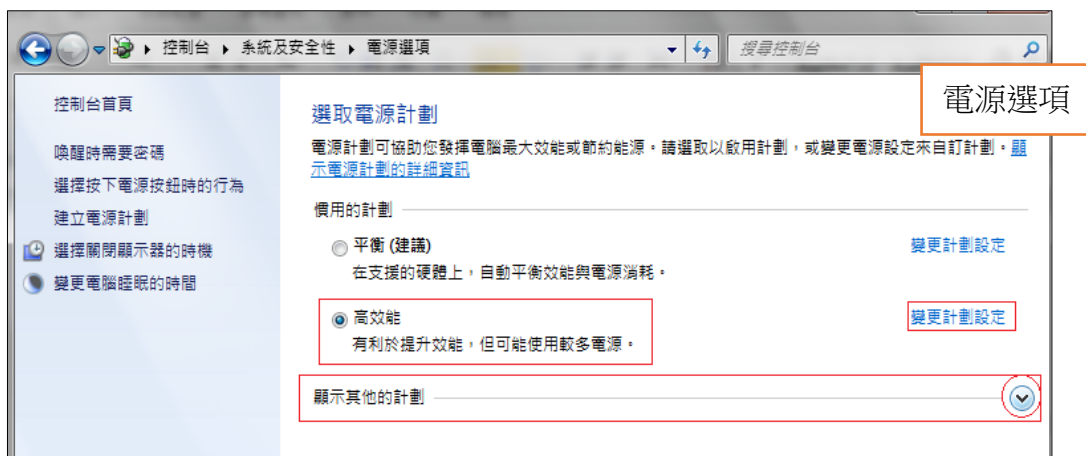 控制台 ▸ 系統及安全性 ▸ 電源選項
搜尋控制台
電源選項
控制台首頁
喚醒時需要密碼
選擇按下電源按鈕時的行為
建立電源計劃
選擇關閉顯示器的時機
變更電腦睡眠的時間
選取電源計劃
電源計劃可協助您發揮電腦最大效能或節約能源。請選取以啟用計劃，或變更電源設定來自訂計劃。顯
示電源計劃的詳細資訊
慣用的計劃
平衡 (建議) 變更計劃設定
在支援的硬體上，自動平衡效能與電源消耗。
高效能 變更計劃設定
有利於提升效能，但可能使用較多電源。
顯示其他的計劃